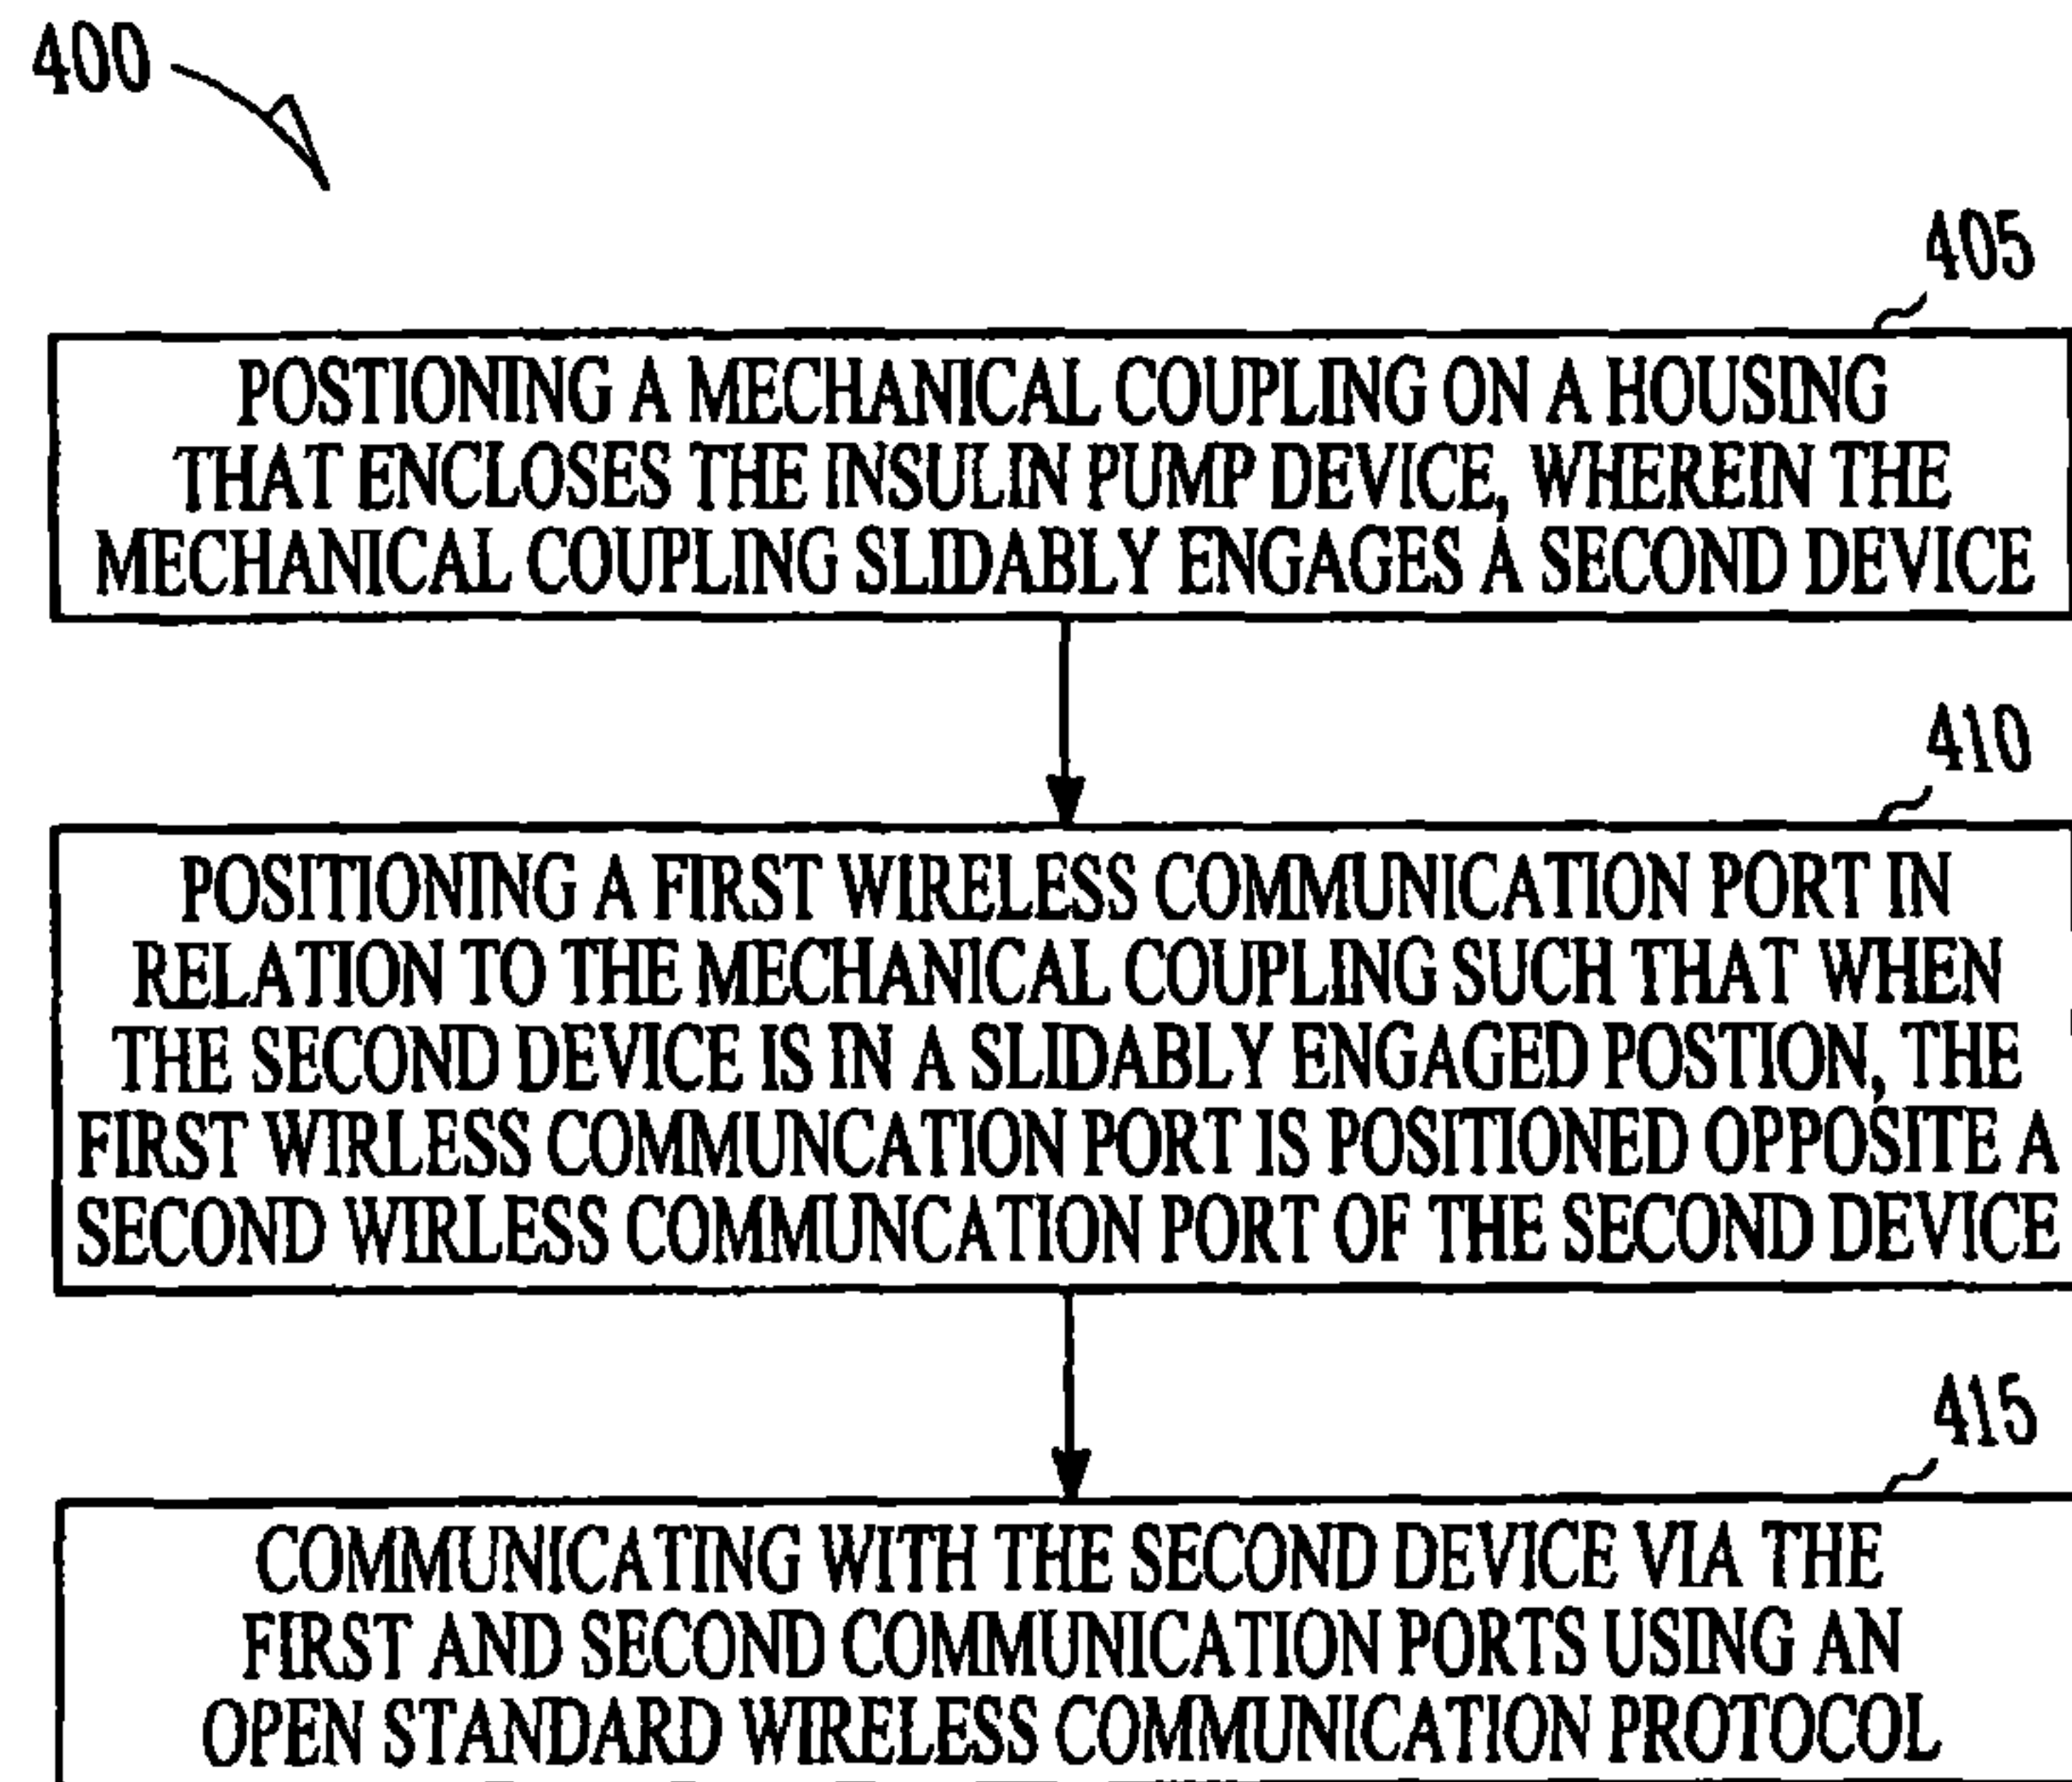 400
405
POSTIONING A MECHANICAL COUPLING ON A HOUSING
THAT ENCLOSES THE INSULIN PUMP DEVICE, WHEREIN THE
MECHANICAL COUPLING SLIDABLY ENGAGES A SECOND DEVICE
410
POSITIONING A FIRST WIRELESS COMMUNICATION PORT IN
RELATION TO THE MECHANICAL COUPLING SUCH THAT WHEN
THE SECOND DEVICE IS IN A SLIDABLY ENGAGED POSTION, THE
FIRST WIRLESS COMMUNCATION PORT IS POSITIONED OPPOSITE A
SECOND WIRLESS COMMUNCATION PORT OF THE SECOND DEVICE
415
COMMUNICATING WITH THE SECOND DEVICE VIA THE
FIRST AND SECOND COMMUNICATION PORTS USING AN
OPEN STANDARD WIRELESS COMMUNICATION PROTOCOL